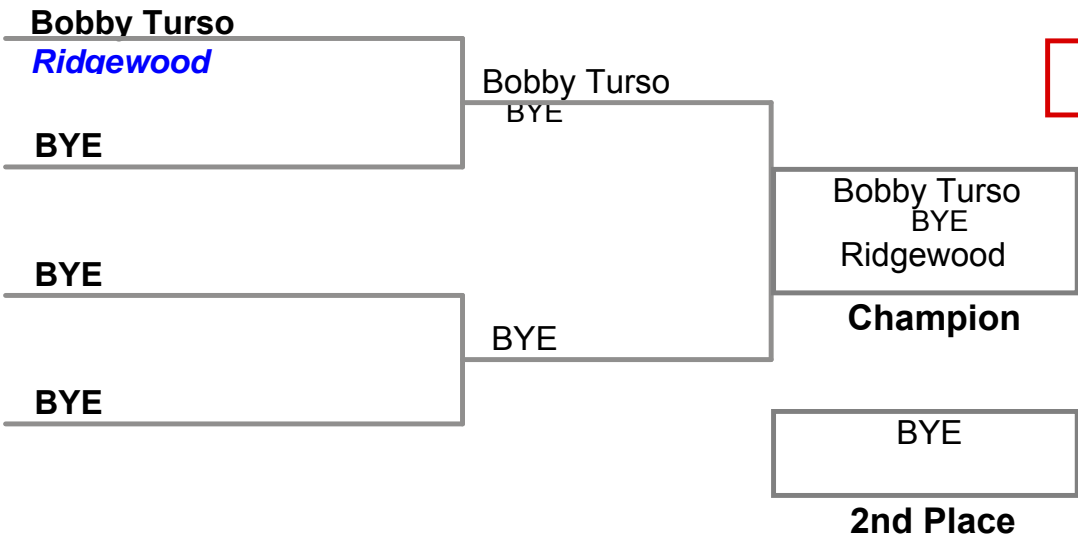 Bobby Turso
Ridgewood
Bobby Turso
BYE
BYE
Bobby Turso
BYE
Ridgewood
BYE
Champion
BYE
BYE
BYE
2nd Place